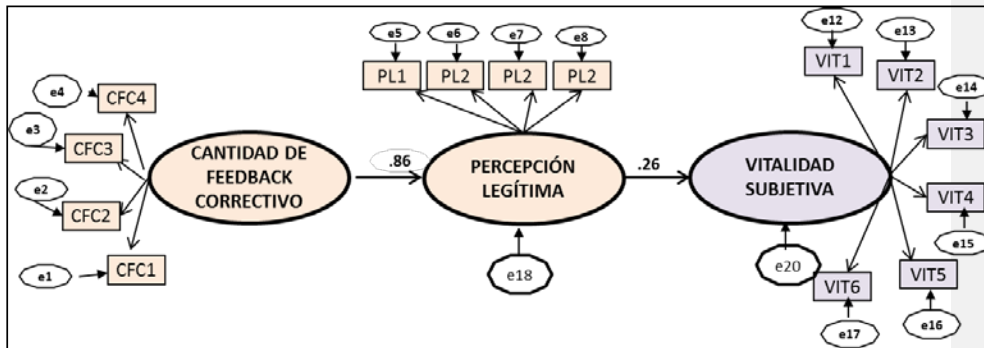 e12
e13
e5
e6
e7
e8
VIT1
VIT2
PL1
PL2
PL2
PL2
e14
e4
CFC4
VIT3
e3
CFC3
CANTIDAD DE
FEEDBACK
CORRECTIVO
.86
PERCEPCIÓN
LEGÍTIMA
.26
VITALIDAD
SUBJETIVA
VIT4
e2
CFC2
e15
e1
CFC1
e18
e20
VIT6
VIT5
e17
e16